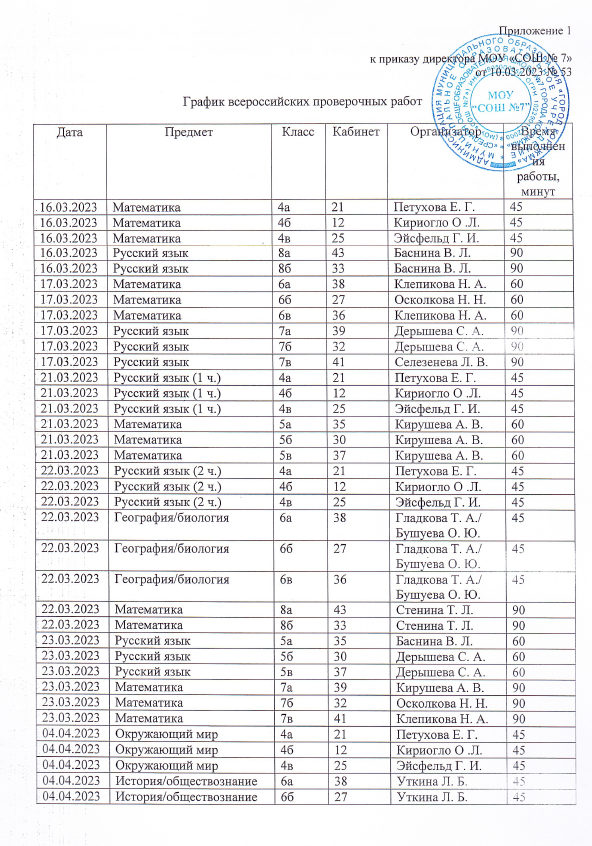 Приложение 1
к приказу директора МОУ «СОШ № 7»
от 10.03.2023 № 53
МОУ
"СОШ №7"
График всероссийских проверочных работ
Дата Предмет Класс Кабинет Организатор Время выполнения работы, минут
16.03.2023 Математика 4а 21 Петухова Е. Г. 45
16.03.2023 Математика 4б 12 Кириогло О .Л. 45
16.03.2023 Математика 4в 25 Эйсфельд Г. И. 45
16.03.2023 Русский язык 8а 43 Баснина В. Л. 90
16.03.2023 Русский язык 8б 33 Баснина В. Л. 90
17.03.2023 Математика 6а 38 Клепикова Н. А. 60
17.03.2023 Математика 6б 27 Осколкова Н. Н. 60
17.03.2023 Математика 6в 36 Клепикова Н. А. 60
17.03.2023 Русский язык 7а 39 Дерышева С. А. 90
17.03.2023 Русский язык 7б 32 Дерышева С. А. 90
17.03.2023 Русский язык 7в 41 Селезенева Л. В. 90
21.03.2023 Русский язык (1 ч.) 4а 21 Петухова Е. Г. 45
21.03.2023 Русский язык (1 ч.) 4б 12 Кириогло О .Л. 45
21.03.2023 Русский язык (1 ч.) 4в 25 Эйсфельд Г. И. 45
21.03.2023 Математика 5а 35 Кирушева А. В. 60
21.03.2023 Математика 5б 30 Кирушева А. В. 60
21.03.2023 Математика 5в 37 Кирушева А. В. 60
22.03.2023 Русский язык (2 ч.) 4а 21 Петухова Е. Г. 45
22.03.2023 Русский язык (2 ч.) 4б 12 Кириогло О .Л. 45
22.03.2023 Русский язык (2 ч.) 4в 25 Эйсфельд Г. И. 45
22.03.2023 География/биология 6а 38 Гладкова Т. А./ 45
Бушуева О. Ю.
22.03.2023 География/биология 6б 27 Гладкова Т. А./ 45
Бушуева О. Ю.
22.03.2023 География/биология 6в 36 Гладкова Т. А./ 45
Бушуева О. Ю.
22.03.2023 Математика 8а 43 Стенина Т. Л. 90
22.03.2023 Математика 8б 33 Стенина Т. Л. 90
23.03.2023 Русский язык 5а 35 Баснина В. Л. 60
23.03.2023 Русский язык 5б 30 Дерышева С. А. 60
23.03.2023 Русский язык 5в 37 Дерышева С. А. 60
23.03.2023 Математика 7а 39 Кирушева А. В. 90
23.03.2023 Математика 7б 32 Осколкова Н. Н. 90
23.03.2023 Математика 7в 41 Клепикова Н. А. 90
04.04.2023 Окружающий мир 4а 21 Петухова Е. Г. 45
04.04.2023 Окружающий мир 4б 12 Кириогло О .Л. 45
04.04.2023 Окружающий мир 4в 25 Эйсфельд Г. И. 45
04.04.2023 История/обществознание 6а 38 Уткина Л. Б. 45
04.04.2023 История/обществознание 6б 27 Уткина Л. Б. 45